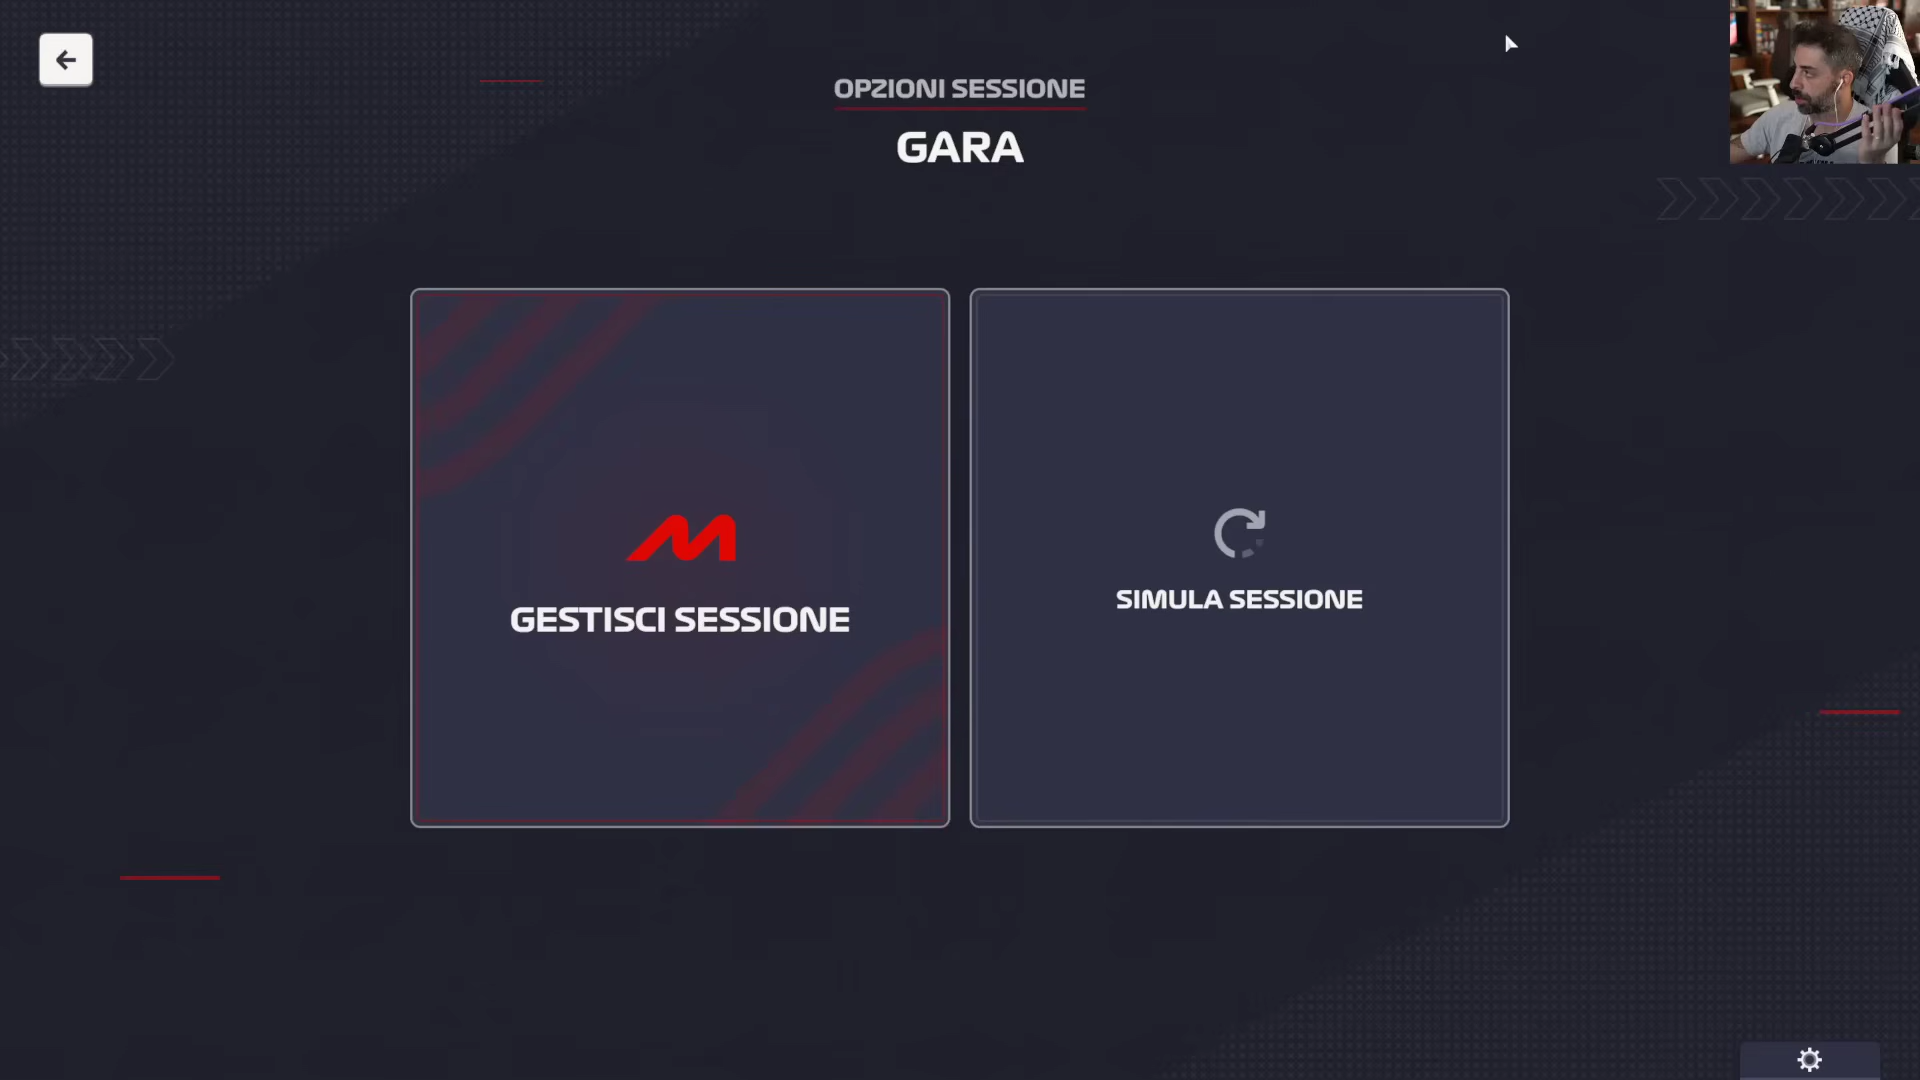 OPZIONI SESSIONE
GARA
GESTISCI SESSIONE
SIMULA SESSIONE